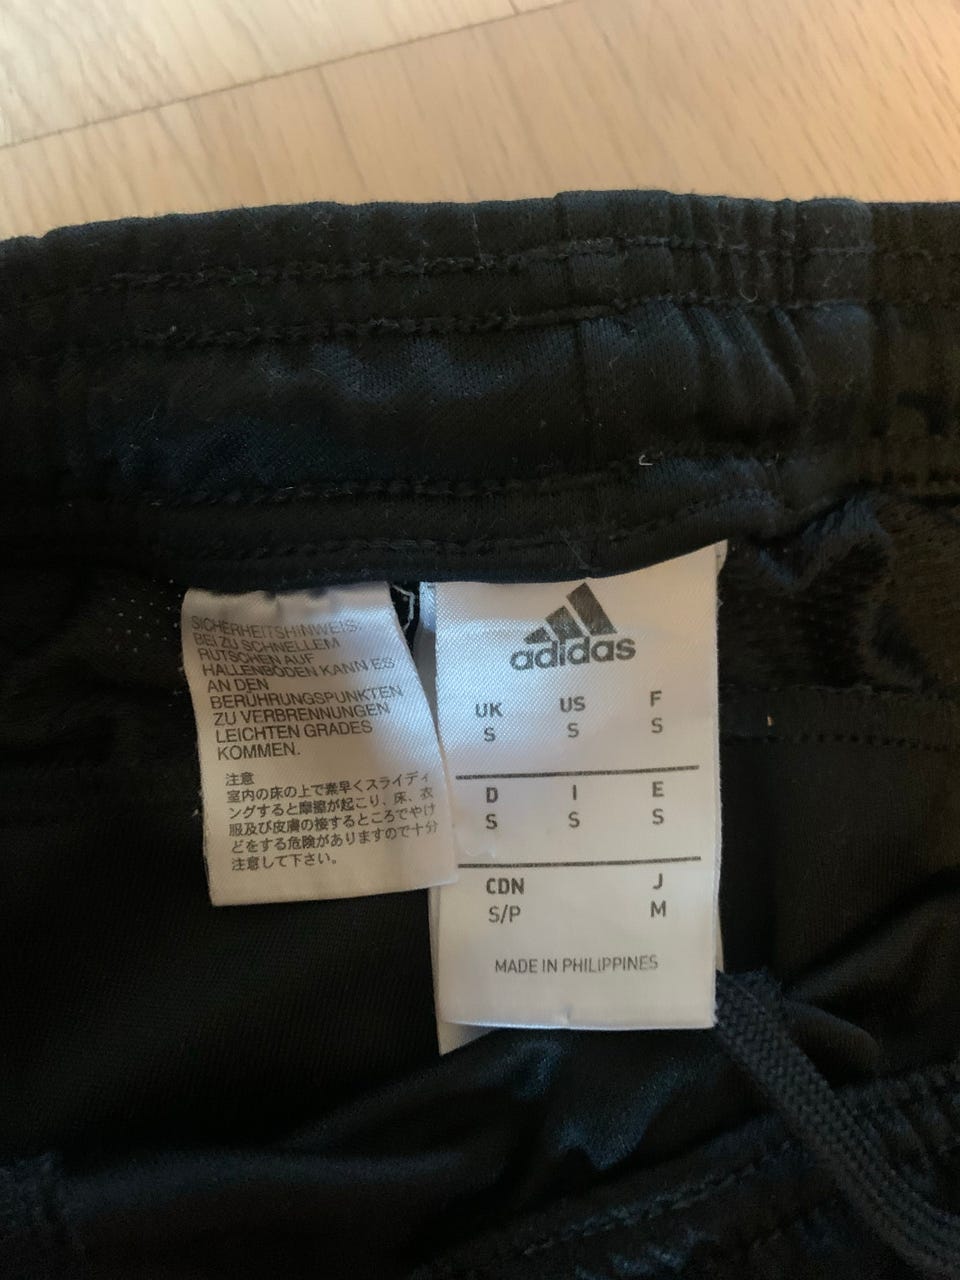 SICHERHEITSHINWEIS:
BEI ZU SCHNELLEM
RUTSCHEN AUF
HALLENBÖDEN KANN ES
AN DEN
BERÜHRUNGSPUNKTEN
ZU VERBRENNUNGEN
LEICHTEN GRADES
KOMMEN.
注意
室内の床の上で素早くスライディ
ングすると摩擦が起こり、床、衣
服及び皮膚の接するところでやけ
どをする危険がありますので十分
注意して下さい。
adidas
UK US F
S S S
D I E
S S S
CDN J
S/P M
MADE IN PHILIPPINES